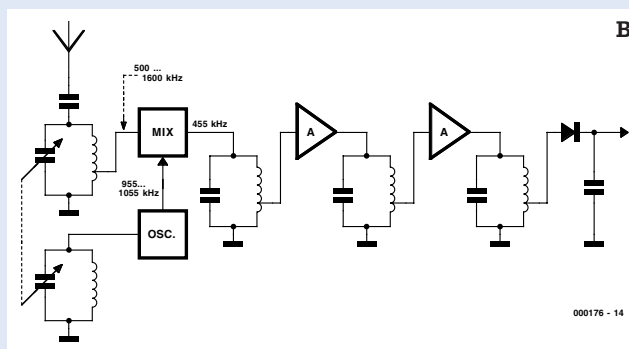 B
500 ...
1600 kHz
MIX
455 kHz
A
A
955...
1055 kHz
OSC.
000176 - 14